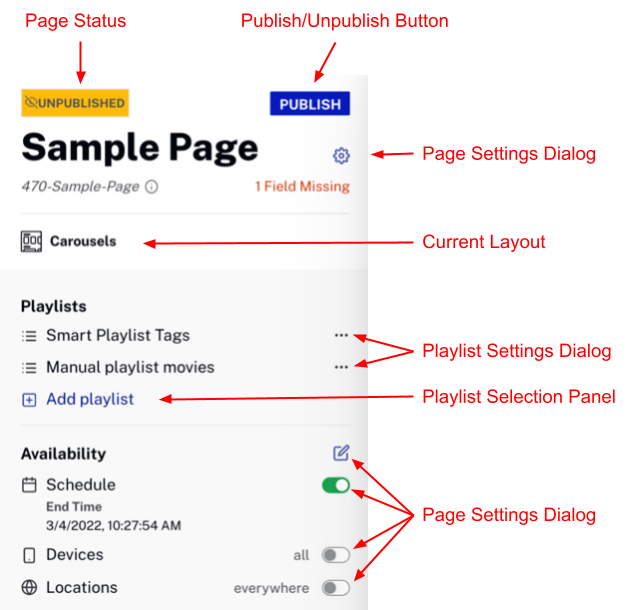 Page Status
Publish/Unpublish Button
UNPUBLISHED
PUBLISH
Sample Page
Page Settings Dialog
470-Sample-Page
1 Field Missing
Carousels
Current Layout
Playlists
Smart Playlist Tags
Playlist Settings Dialog
Manual playlist movies
Add playlist
Playlist Selection Panel
Availability
Schedule
End Time
3/4/2022, 10:27:54 AM
Page Settings Dialog
Devices all
Locations everywhere